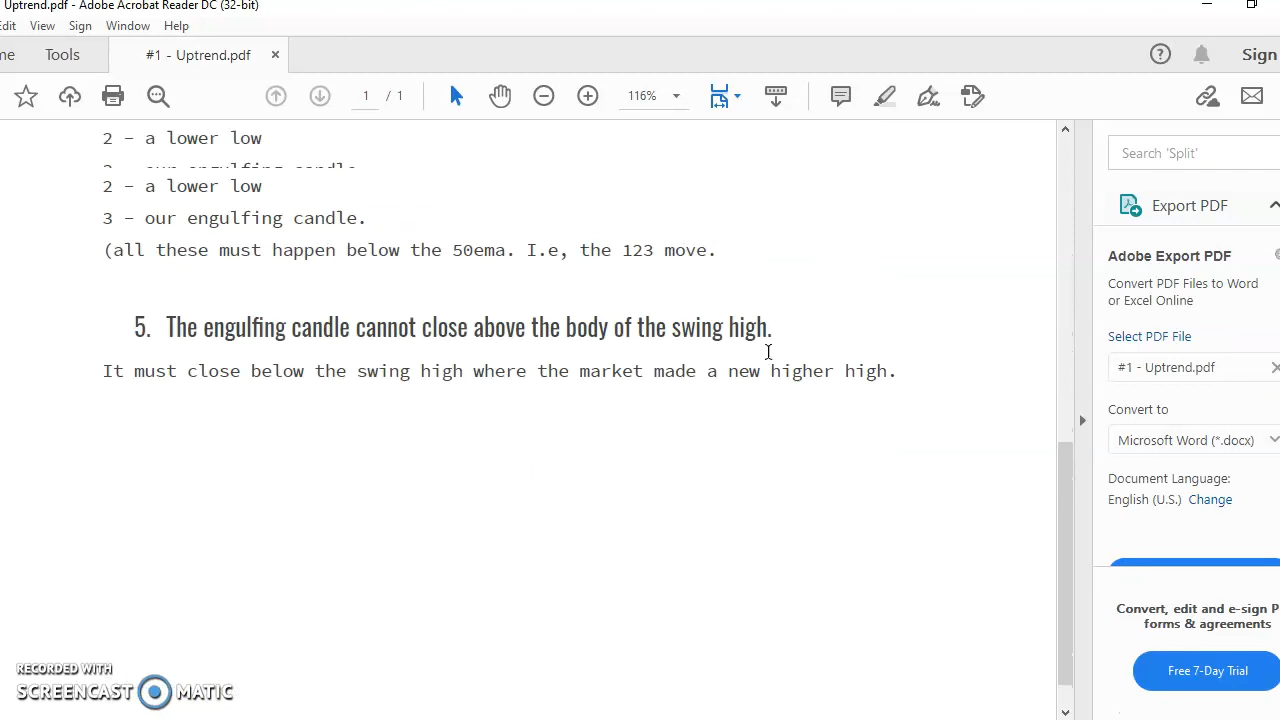 Uptrend.pdf - Adobe Acrobat Reader DC (32-bit)
Edit View Sign Window Help
me Tools #1 - Uptrend.pdf × Sign
1 / 1 116%
2 - a lower low
3 - our engulfing candle.
2 - a lower low
3 - our engulfing candle.
(all these must happen below the 50ema. I.e, the 123 move.
5. The engulfing candle cannot close above the body of the swing high.
It must close below the swing high where the market made a new higher high.
Search 'Split'
Export PDF
Adobe Export PDF
Convert PDF Files to Word
or Excel Online
Select PDF File
#1 - Uptrend.pdf ×
Convert to
Microsoft Word (*.docx)
Document Language:
English (U.S.) Change
Convert, edit and e-sign P
forms & agreements
Free 7-Day Trial
RECORDED WITH
SCREENCAST MATIC